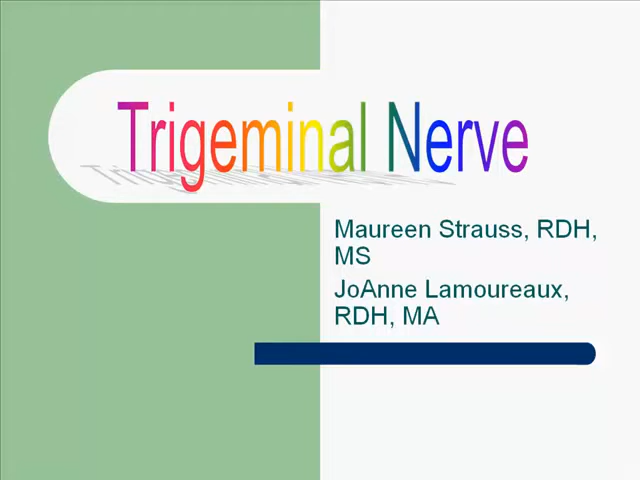 Trigeminal Nerve
Maureen Strauss, RDH,
MS
JoAnne Lamoureaux,
RDH, MA